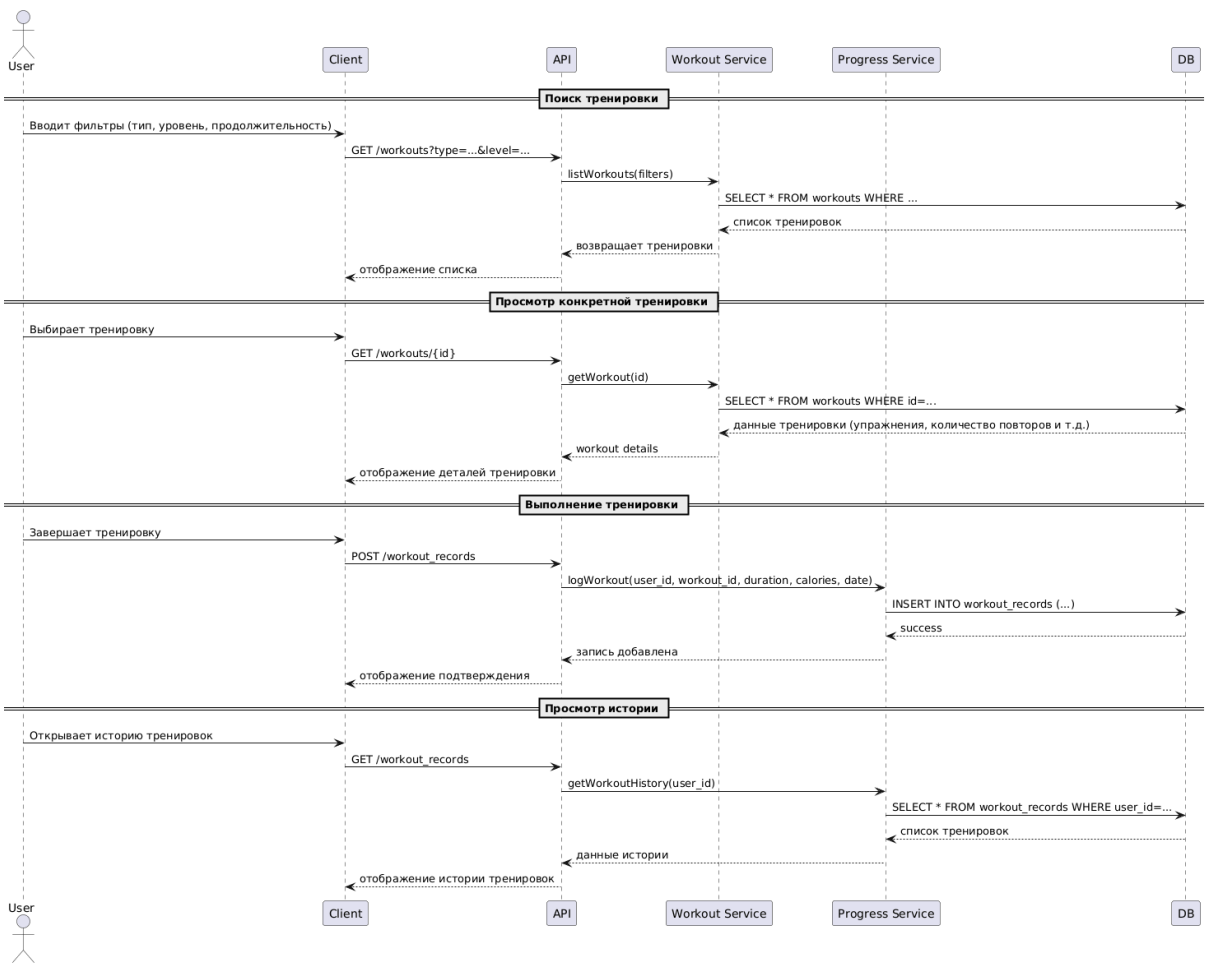 User
Client
API
Workout Service
Progress Service
DB
Поиск тренировки
Вводит фильтры (тип, уровень, продолжительность)
GET /workouts?type=...&level=...
listWorkouts(filters)
SELECT * FROM workouts WHERE ...
список тренировок
возвращает тренировки
отображение списка
Просмотр конкретной тренировки
Выбирает тренировку
GET /workouts/{id}
getWorkout(id)
SELECT * FROM workouts WHERE id=...
данные тренировки (упражнения, количество повторов и т.д.)
workout details
отображение деталей тренировки
Выполнение тренировки
Завершает тренировку
POST /workout_records
logWorkout(user_id, workout_id, duration, calories, date)
INSERT INTO workout_records (...)
success
запись добавлена
отображение подтверждения
Просмотр истории
Открывает историю тренировок
GET /workout_records
getWorkoutHistory(user_id)
SELECT * FROM workout_records WHERE user_id=...
список тренировок
данные истории
отображение истории тренировок
User
Client
API
Workout Service
Progress Service
DB